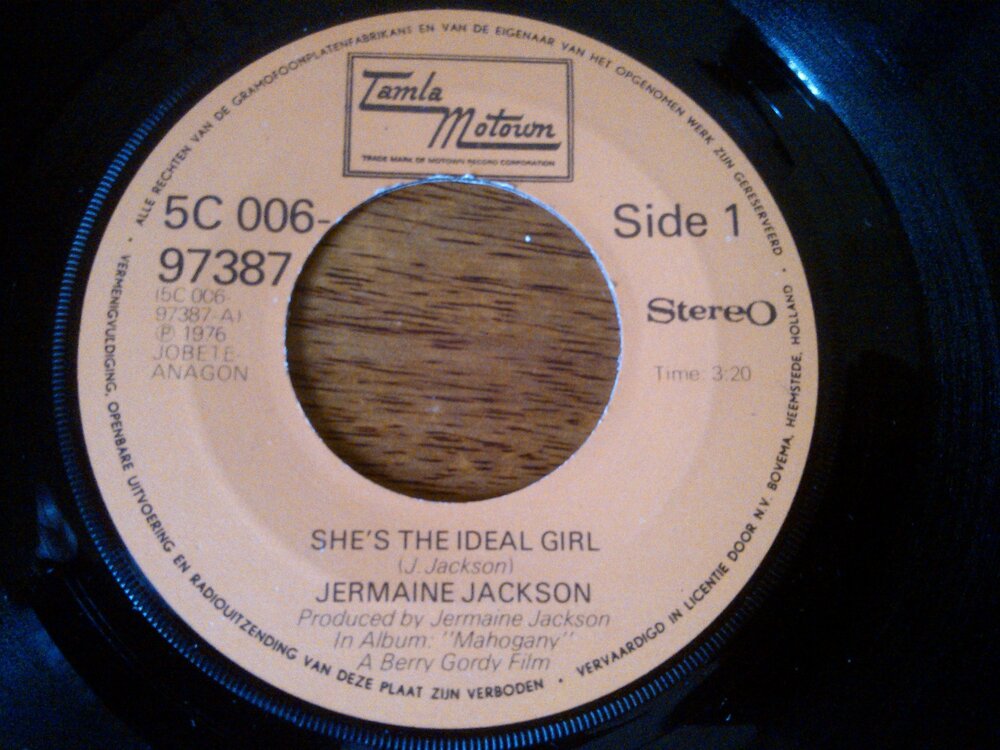 ALLE RECHTEN VAN DE GRAMOFOONPLATENFABRIKANT EN VAN DE EIGENAAR VAN HET OPGENOMEN WERK ZIJN GERESERVEERD •
Tamla
Motown
TRADE MARK OF MOTOWN RECORD CORPORATION
5C 006-
97387
Side 1
(5C 006-
97387-A)
℗ 1976
JOBETE-
ANAGON
Stereo
Time: 3:20
SHE'S THE IDEAL GIRL
(J. Jackson)
JERMAINE JACKSON
Produced by Jermaine Jackson
In Album: "Mahogany"
A Berry Gordy Film
• VERMENIGVULDIGING, OPENBARE UITVOERING EN RADIOUITZENDING VAN DEZE PLAAT ZIJN VERBODEN •
VERVAARDIGD IN LICENTIE DOOR N.V. BOVEMA, HEEMSTEDE, HOLLAND